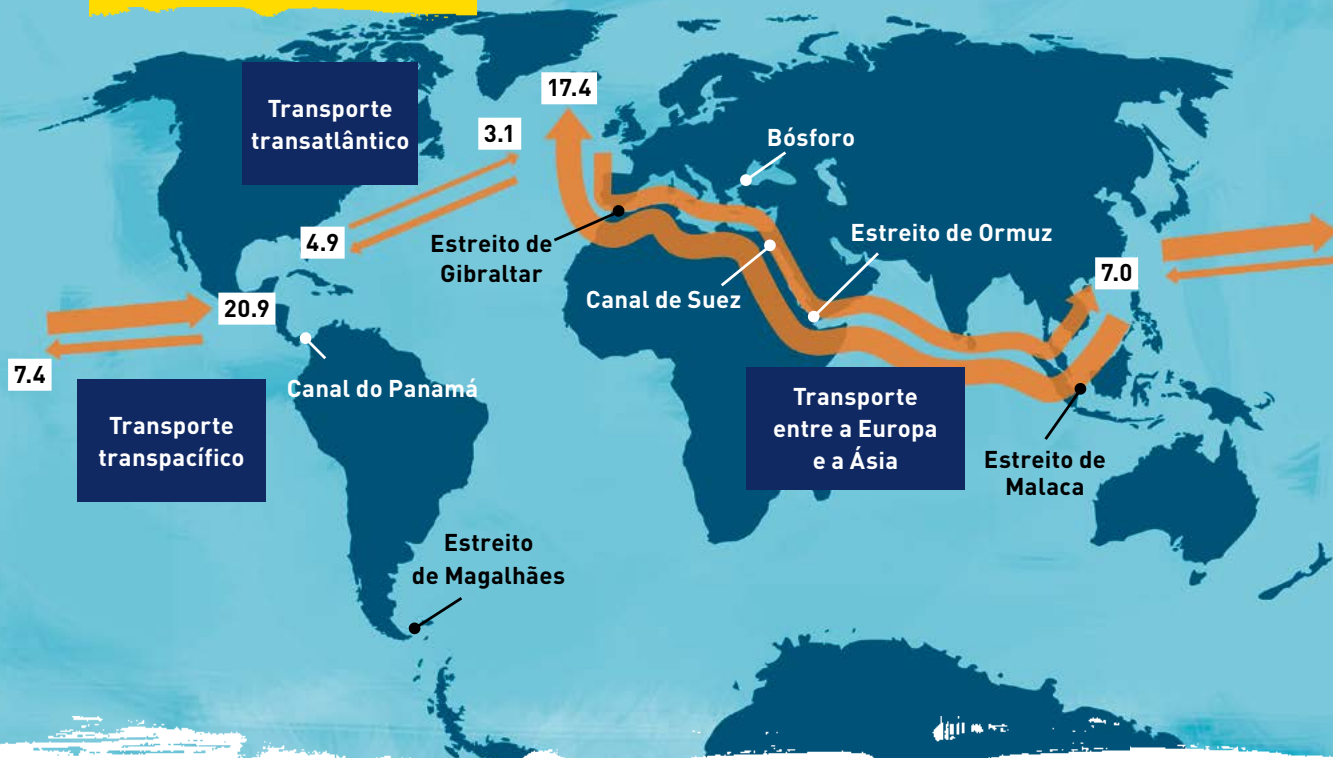 Transporte
transatlântico
17.4
3.1
Bósforo
4.9
Estreito de
Gibraltar
Estreito de Ormuz
Canal de Suez
7.0
20.9
7.4
Canal do Panamá
Transporte
transpacífico
Transporte
entre a Europa
e a Ásia
Estreito de
Malaca
Estreito
de Magalhães